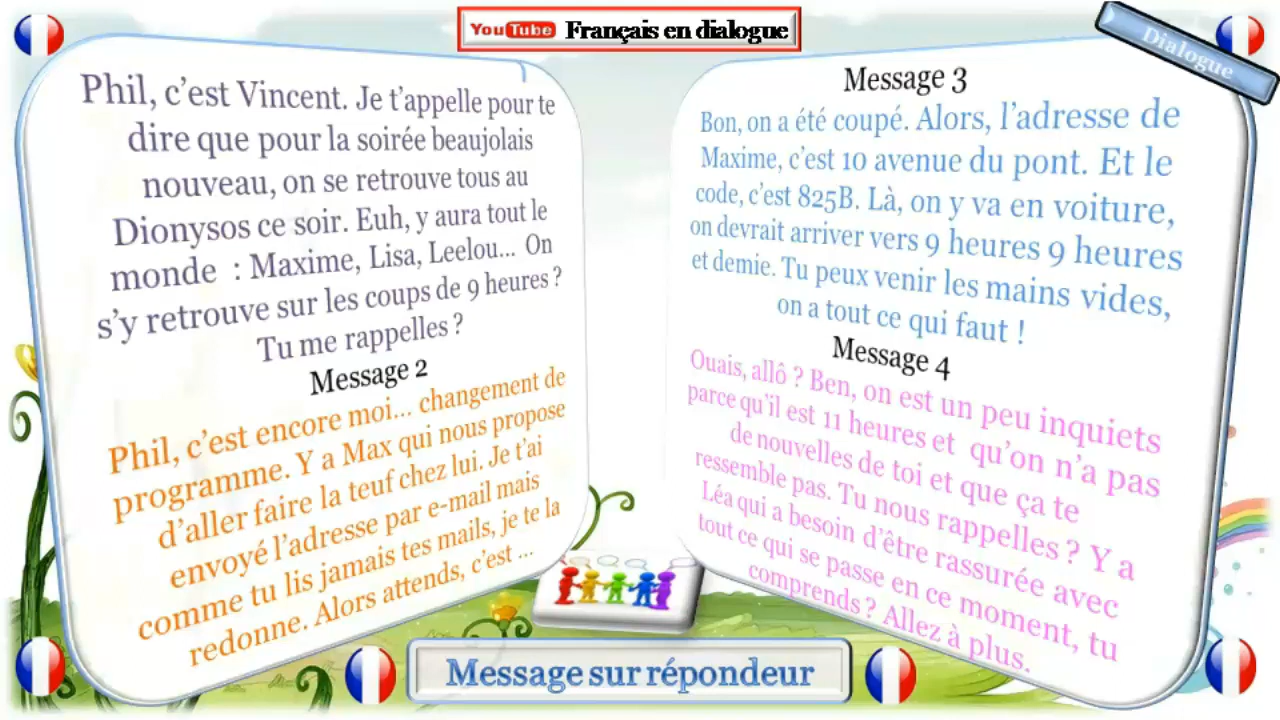 YouTube Français en dialogue
Dialogue
Phil, c’est Vincent. Je t’appelle pour te
dire que pour la soirée beaujolais
nouveau, on se retrouve tous au
Dionysos ce soir. Euh, y aura tout le
monde : Maxime, Lisa, Leelou... On
s’y retrouve sur les coups de 9 heures ?
Tu me rappelles ?
Message 2
Phil, c’est encore moi... changement de
programme. Y a Max qui nous propose
d’aller faire la teuf chez lui. Je t’ai
envoyé l’adresse par e-mail mais
comme tu lis jamais tes mails, je te la
redonne. Alors attends, c’est ...
Message 3
Bon, on a été coupé. Alors, l’adresse de
Maxime, c’est 10 avenue du pont. Et le
code, c’est 825B. Là, on y va en voiture,
on devrait arriver vers 9 heures 9 heures
et demie. Tu peux venir les mains vides,
on a tout ce qui faut !
Message 4
Ouais, allô ? Ben, on est un peu inquiets
parce qu’il est 11 heures et qu’on n’a pas
de nouvelles de toi et que ça te
ressemble pas. Tu nous rappelles ? Y a
Léa qui a besoin d’être rassurée avec
tout ce qui se passe en ce moment, tu
comprends ? Allez à plus.
Message sur répondeur